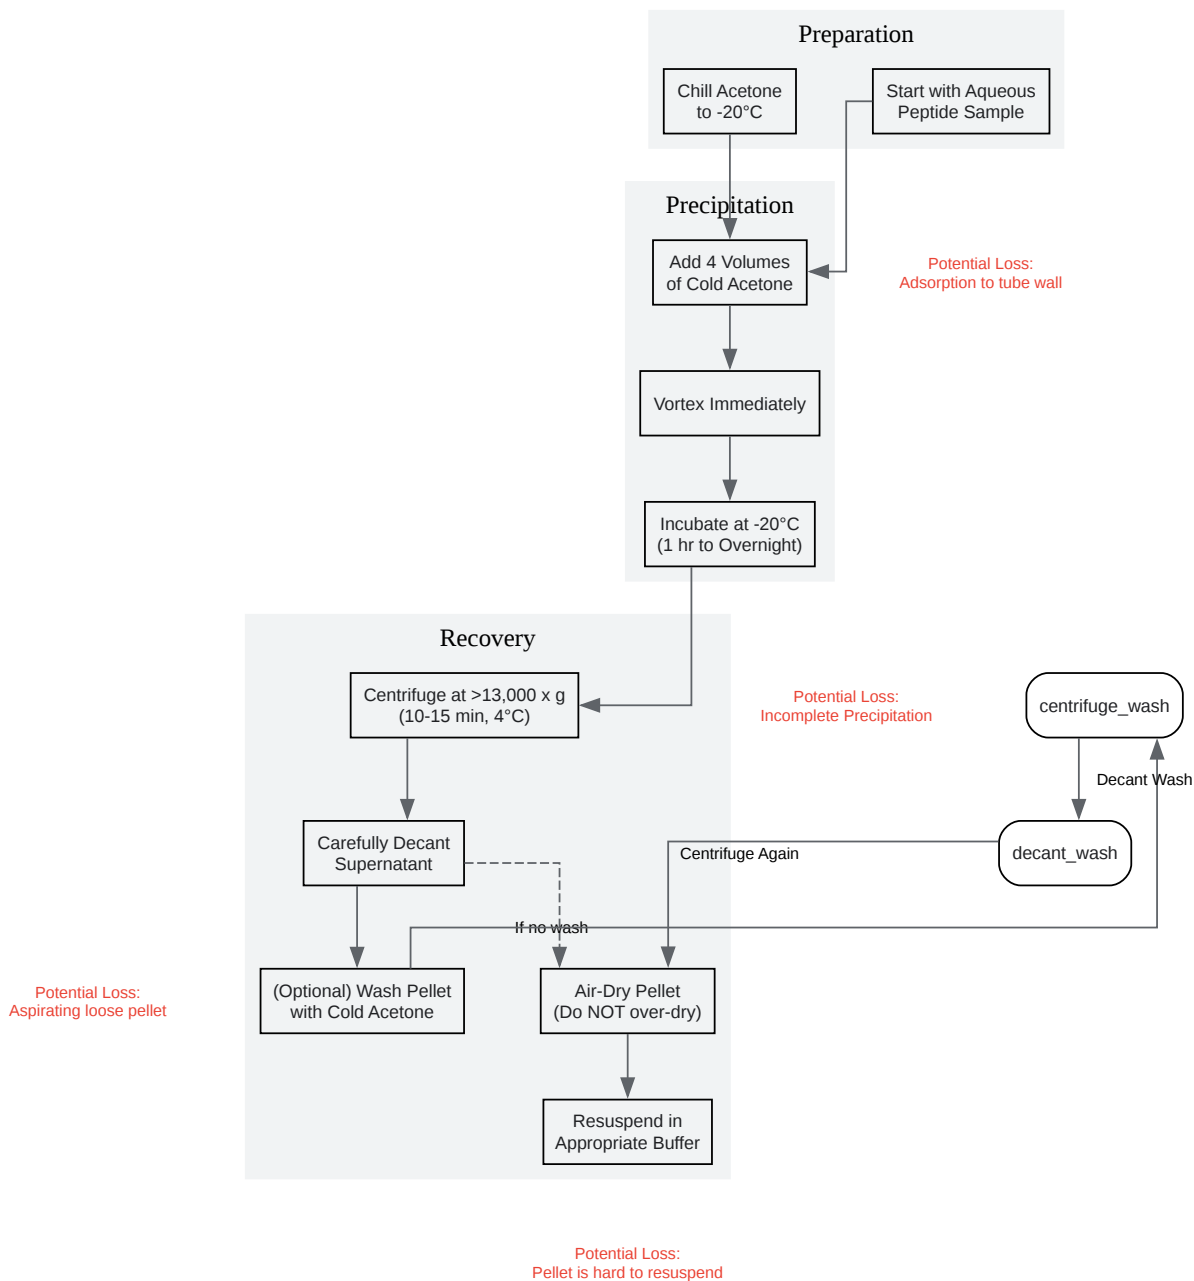 Preparation
Chill Acetone
to -20°C
Start with Aqueous
Peptide Sample
Precipitation
Add 4 Volumes
of Cold Acetone
Potential Loss:
Adsorption to tube wall
Vortex Immediately
Incubate at -20°C
(1 hr to Overnight)
Recovery
Centrifuge at >13,000 x g
(10-15 min, 4°C)
Potential Loss:
Incomplete Precipitation
centrifuge_wash
Decant Wash
Carefully Decant
Supernatant
Centrifuge Again
decant_wash
If no wash
Potential Loss:
Aspirating loose pellet
(Optional) Wash Pellet
with Cold Acetone
Air-Dry Pellet
(Do NOT over-dry)
Resuspend in
Appropriate Buffer
Potential Loss:
Pellet is hard to resuspend